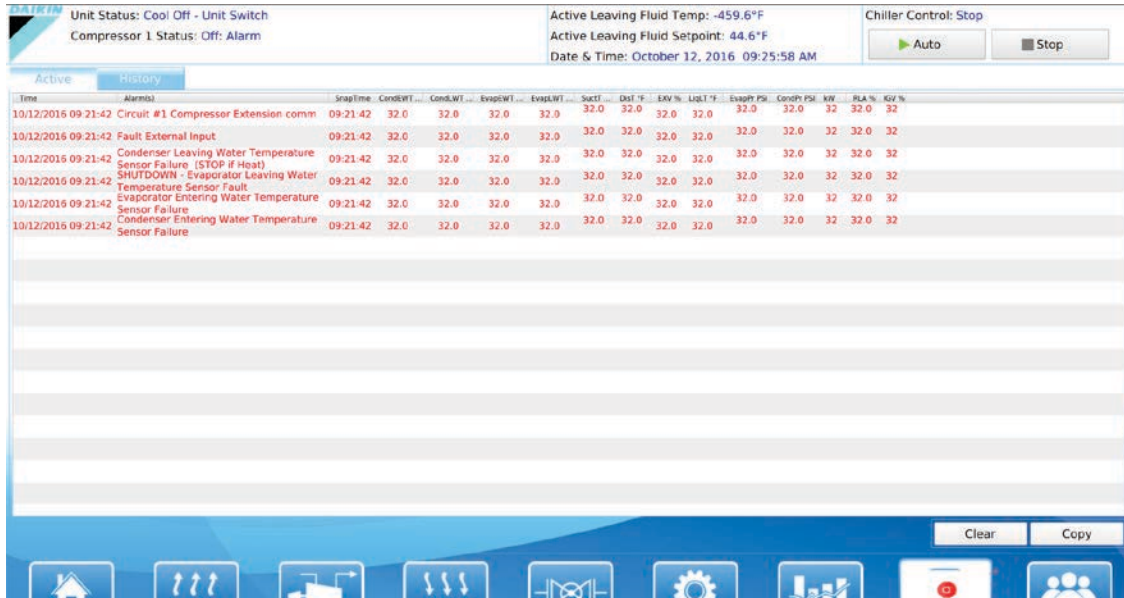 DAIKIN
Unit Status: Cool Off - Unit Switch
Compressor 1 Status: Off: Alarm
Active Leaving Fluid Temp: -459.6°F
Active Leaving Fluid Setpoint: 44.6°F
Date & Time: October 12, 2016 09:25:58 AM
Chiller Control: Stop
Auto Stop
Active History
Time Alarm(s) SnapTime CondEWT ... CondLWT ... EvapEWT ... EvapLWT ... SuctT ... DisT °F EXV % LiqLT °F EvapPr PSI CondPr PSI kW RLA % IGV %
10/12/2016 09:21:42 Circuit #1 Compressor Extension comm 09:21:42 32.0 32.0 32.0 32.0 32.0 32.0 32.0 32.0 32.0 32.0 32 32.0 32
10/12/2016 09:21:42 Fault External Input 09:21:42 32.0 32.0 32.0 32.0 32.0 32.0 32.0 32.0 32.0 32.0 32 32.0 32
10/12/2016 09:21:42 Condenser Leaving Water Temperature 09:21:42 32.0 32.0 32.0 32.0 32.0 32.0 32.0 32.0 32.0 32.0 32 32.0 32
Sensor Failure (STOP if Heat)
10/12/2016 09:21:42 SHUTDOWN - Evaporator Leaving Water 09:21:42 32.0 32.0 32.0 32.0 32.0 32.0 32.0 32.0 32.0 32.0 32 32.0 32
Temperature Sensor Fault
10/12/2016 09:21:42 Evaporator Entering Water Temperature 09:21:42 32.0 32.0 32.0 32.0 32.0 32.0 32.0 32.0 32.0 32.0 32 32.0 32
Sensor Failure
10/12/2016 09:21:42 Condenser Entering Water Temperature 09:21:42 32.0 32.0 32.0 32.0 32.0 32.0 32.0 32.0 32.0 32.0 32 32.0 32
Sensor Failure
Clear Copy